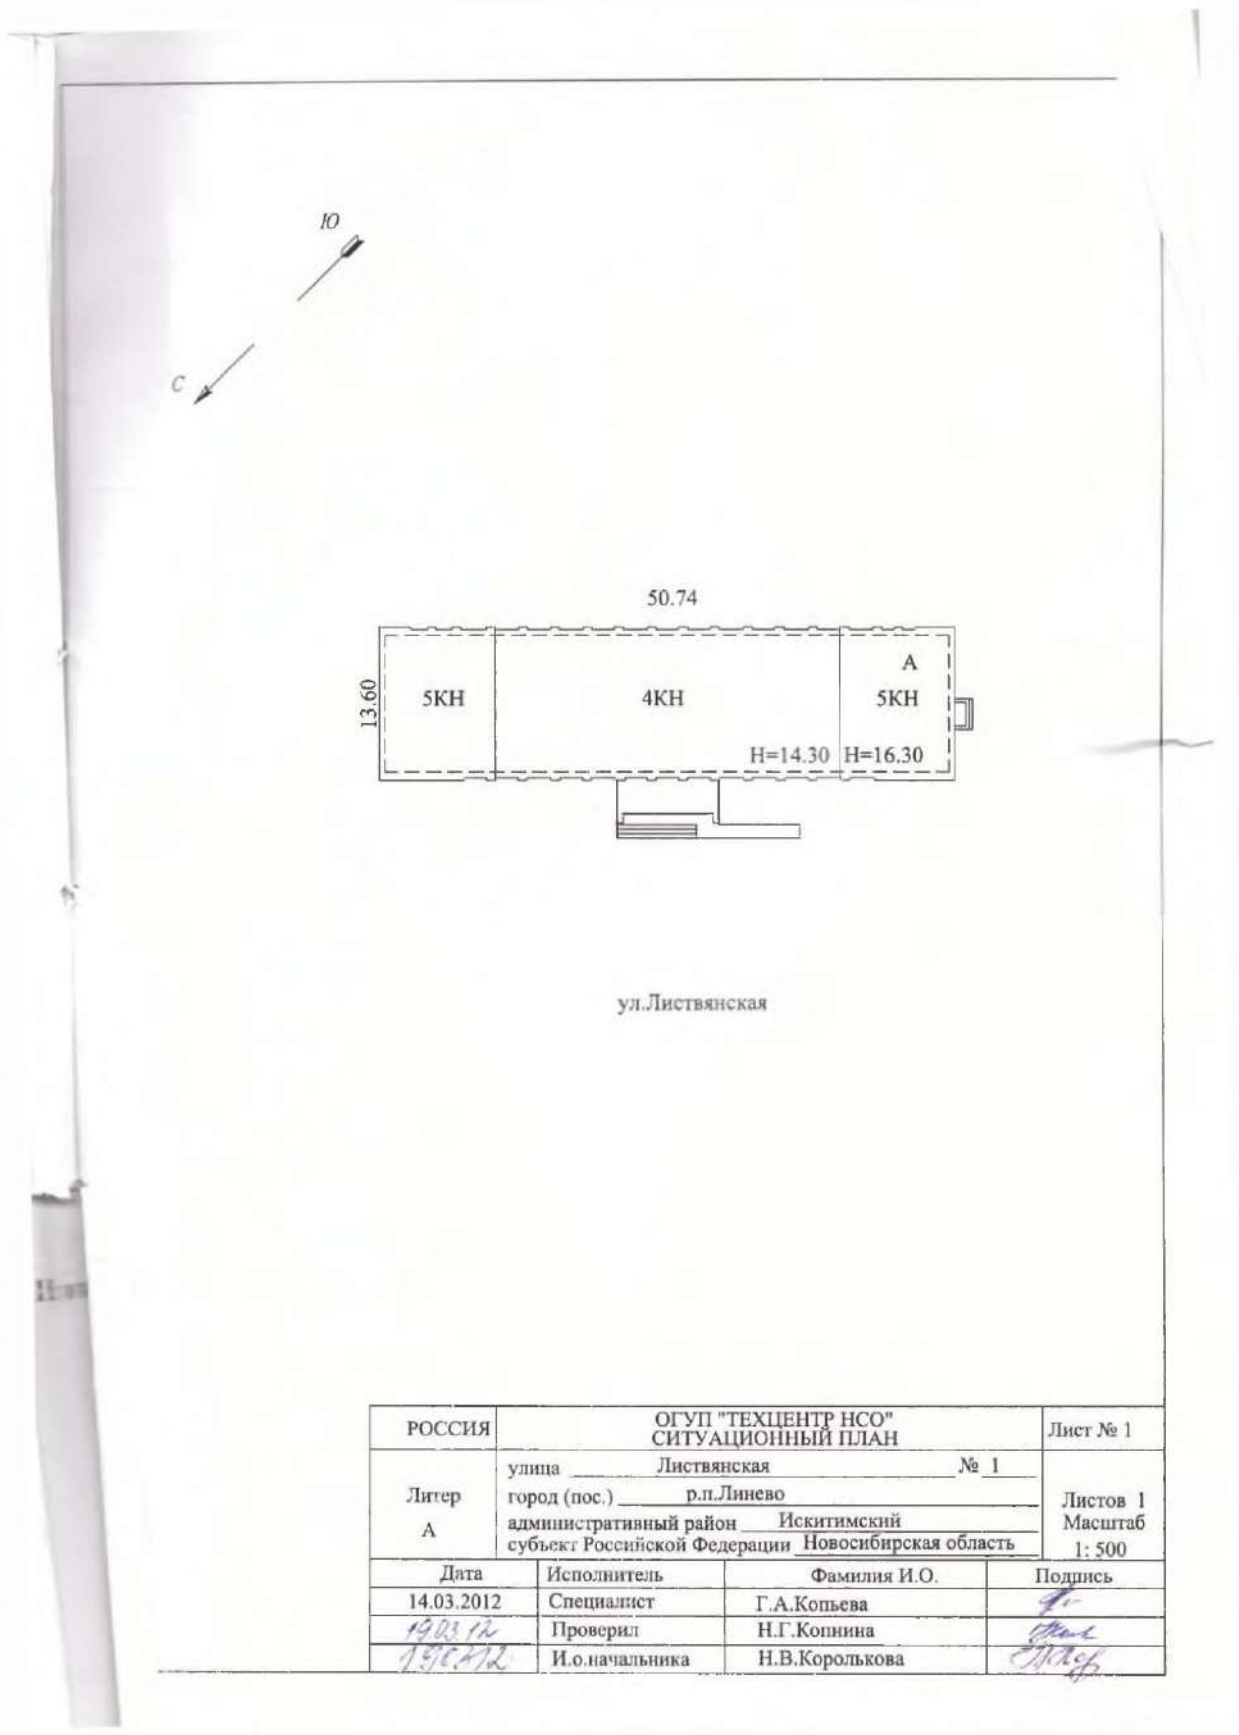 Ю
С
50.74
13.60
А
5КН
4КН
5КН
Н=14.30
Н=16.30
ул.Листвянская
РОССИЯ
ОГУП "ТЕХЦЕНТР НСО"
СИТУАЦИОННЫЙ ПЛАН
Лист № 1
Литер
А
улица Листвянская № 1
город (пос.) р.п.Линево
административный район Искитимский
субъект Российской Федерации Новосибирская область
Листов 1
Масштаб
1: 500
Дата Исполнитель Фамилия И.О. Подпись
14.03.2012 Специалист Г.А.Копьева
19.03.12 Проверил Н.Г.Копнина
И.о.начальника Н.В.Королькова